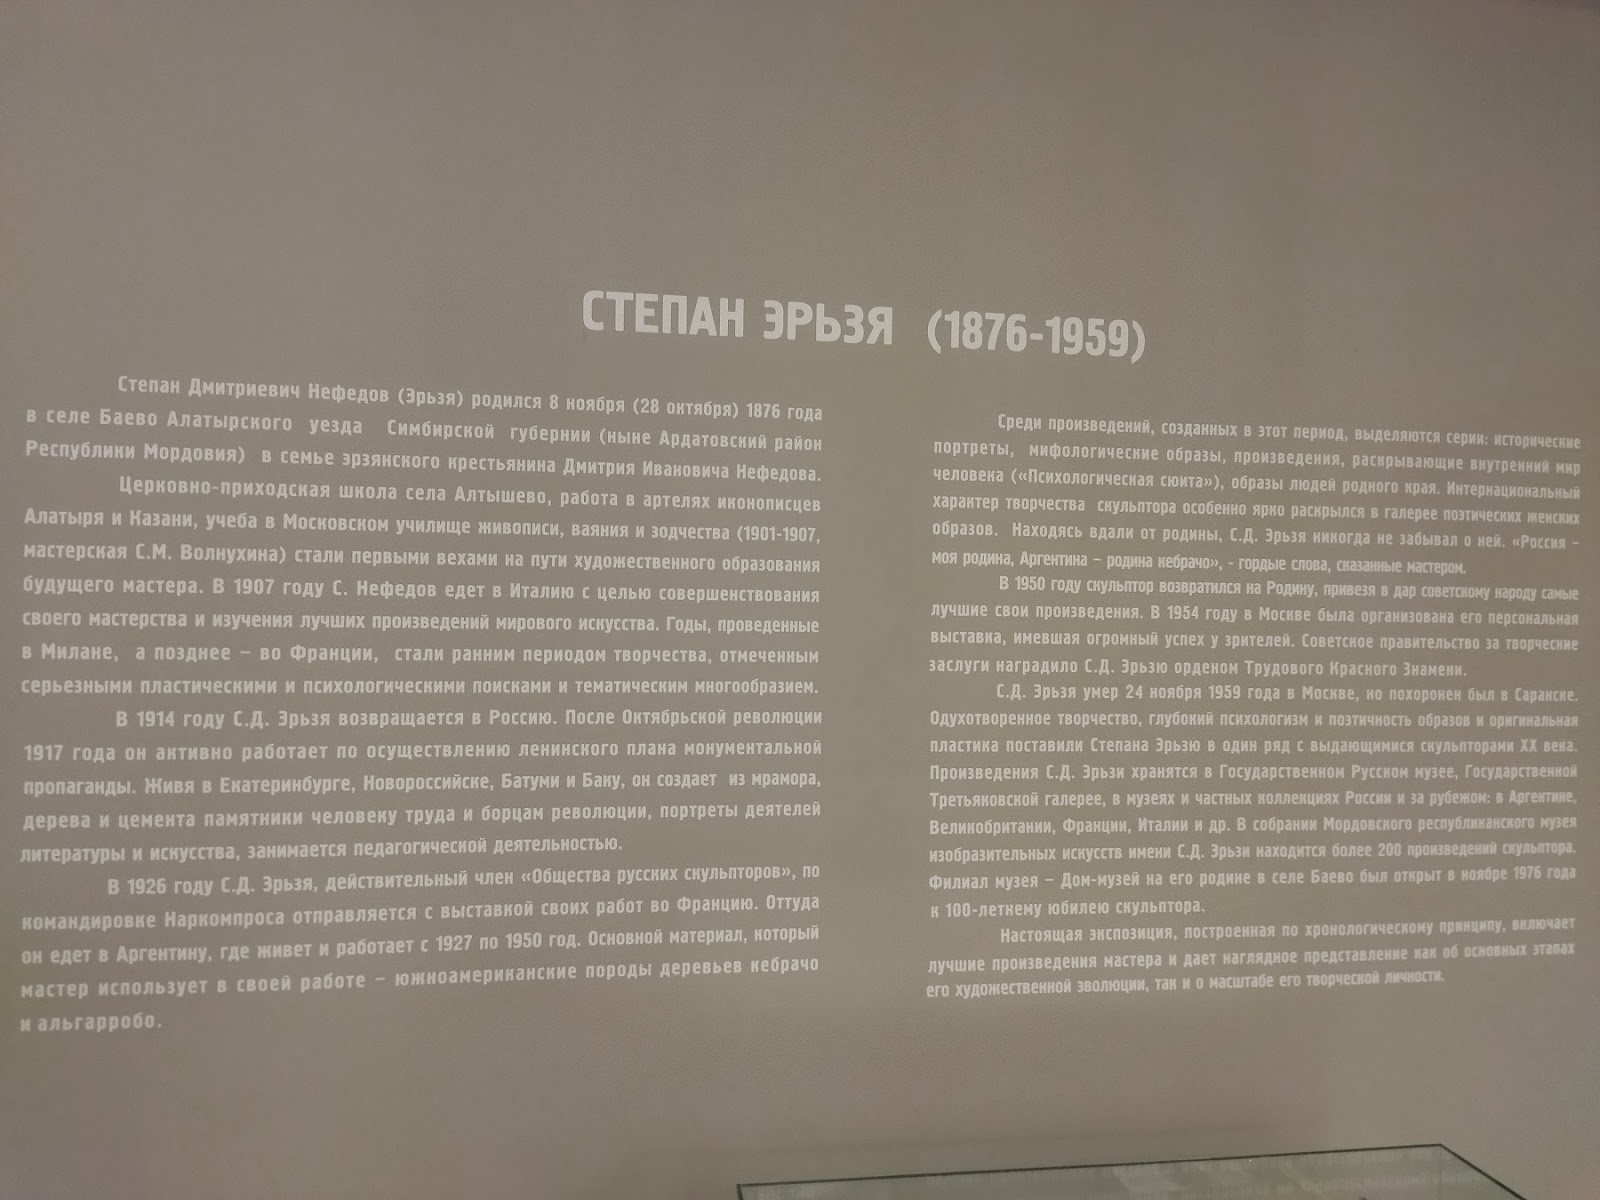 СТЕПАН ЭРЬЗЯ (1876-1959)
Степан Дмитриевич Нефедов (Эрьзя) родился 8 ноября (28 октября) 1876 года
в селе Баево Алатырского уезда Симбирской губернии (ныне Ардатовский район
Республики Мордовия) в семье эрзянского крестьянина Дмитрия Ивановича Нефедова.
Церковно-приходская школа села Алтышево, работа в артелях иконописцев
Алатыря и Казани, учеба в Московском училище живописи, ваяния и зодчества (1901-1907,
мастерская С.М. Волнухина) стали первыми вехами на пути художественного образования
будущего мастера. В 1907 году С. Нефедов едет в Италию с целью совершенствования
своего мастерства и изучения лучших произведений мирового искусства. Годы, проведенные
в Милане, а позднее – во Франции, стали ранним периодом творчества, отмеченным
серьезными пластическими и психологическими поисками и тематическим многообразием.
В 1914 году С.Д. Эрьзя возвращается в Россию. После Октябрьской революции
1917 года он активно работает по осуществлению ленинского плана монументальной
пропаганды. Живя в Екатеринбурге, Новороссийске, Батуми и Баку, он создает из мрамора,
дерева и цемента памятники человеку труда и борцам революции, портреты деятелей
литературы и искусства, занимается педагогической деятельностью.
В 1926 году С.Д. Эрьзя, действительный член «Общества русских скульпторов», по
командировке Наркомпроса отправляется с выставкой своих работ во Францию. Оттуда
он едет в Аргентину, где живет и работает с 1927 по 1950 год. Основной материал, который
мастер использует в своей работе – южноамериканские породы деревьев кебрачо
и альгарробо.
Среди произведений, созданных в этот период, выделяются серии: исторические
портреты, мифологические образы, произведения, раскрывающие внутренний мир
человека («Психологическая сюита»), образы людей родного края. Интернациональный
характер творчества скульптора особенно ярко раскрылся в галерее поэтических женских
образов. Находясь вдали от родины, С.Д. Эрьзя никогда не забывал о ней. «Россия –
моя родина, Аргентина – родина кебрачо», - гордые слова, сказанные мастером.
В 1950 году скульптор возвратился на Родину, привезя в дар советскому народу самые
лучшие свои произведения. В 1954 году в Москве была организована его персональная
выставка, имевшая огромный успех у зрителей. Советское правительство за творческие
заслуги наградило С.Д. Эрьзю орденом Трудового Красного Знамени.
С.Д. Эрьзя умер 24 ноября 1959 года в Москве, но похоронен был в Саранске.
Одухотворенное творчество, глубокий психологизм и поэтичность образов и оригинальная
пластика поставили Степана Эрьзю в один ряд с выдающимися скульпторами XX века.
Произведения С.Д. Эрьзи хранятся в Государственном Русском музее, Государственной
Третьяковской галерее, в музеях и частных коллекциях России и за рубежом: в Аргентине,
Великобритании, Франции, Италии и др. В собрании Мордовского республиканского музея
изобразительных искусств имени С.Д. Эрьзи находится более 200 произведений скульптора.
Филиал музея – Дом-музей на его родине в селе Баево был открыт в ноябре 1976 года
к 100-летнему юбилею скульптора.
Настоящая экспозиция, построенная по хронологическому принципу, включает
лучшие произведения мастера и дает наглядное представление как об основных этапах
его художественной эволюции, так и о масштабе его творческой личности.